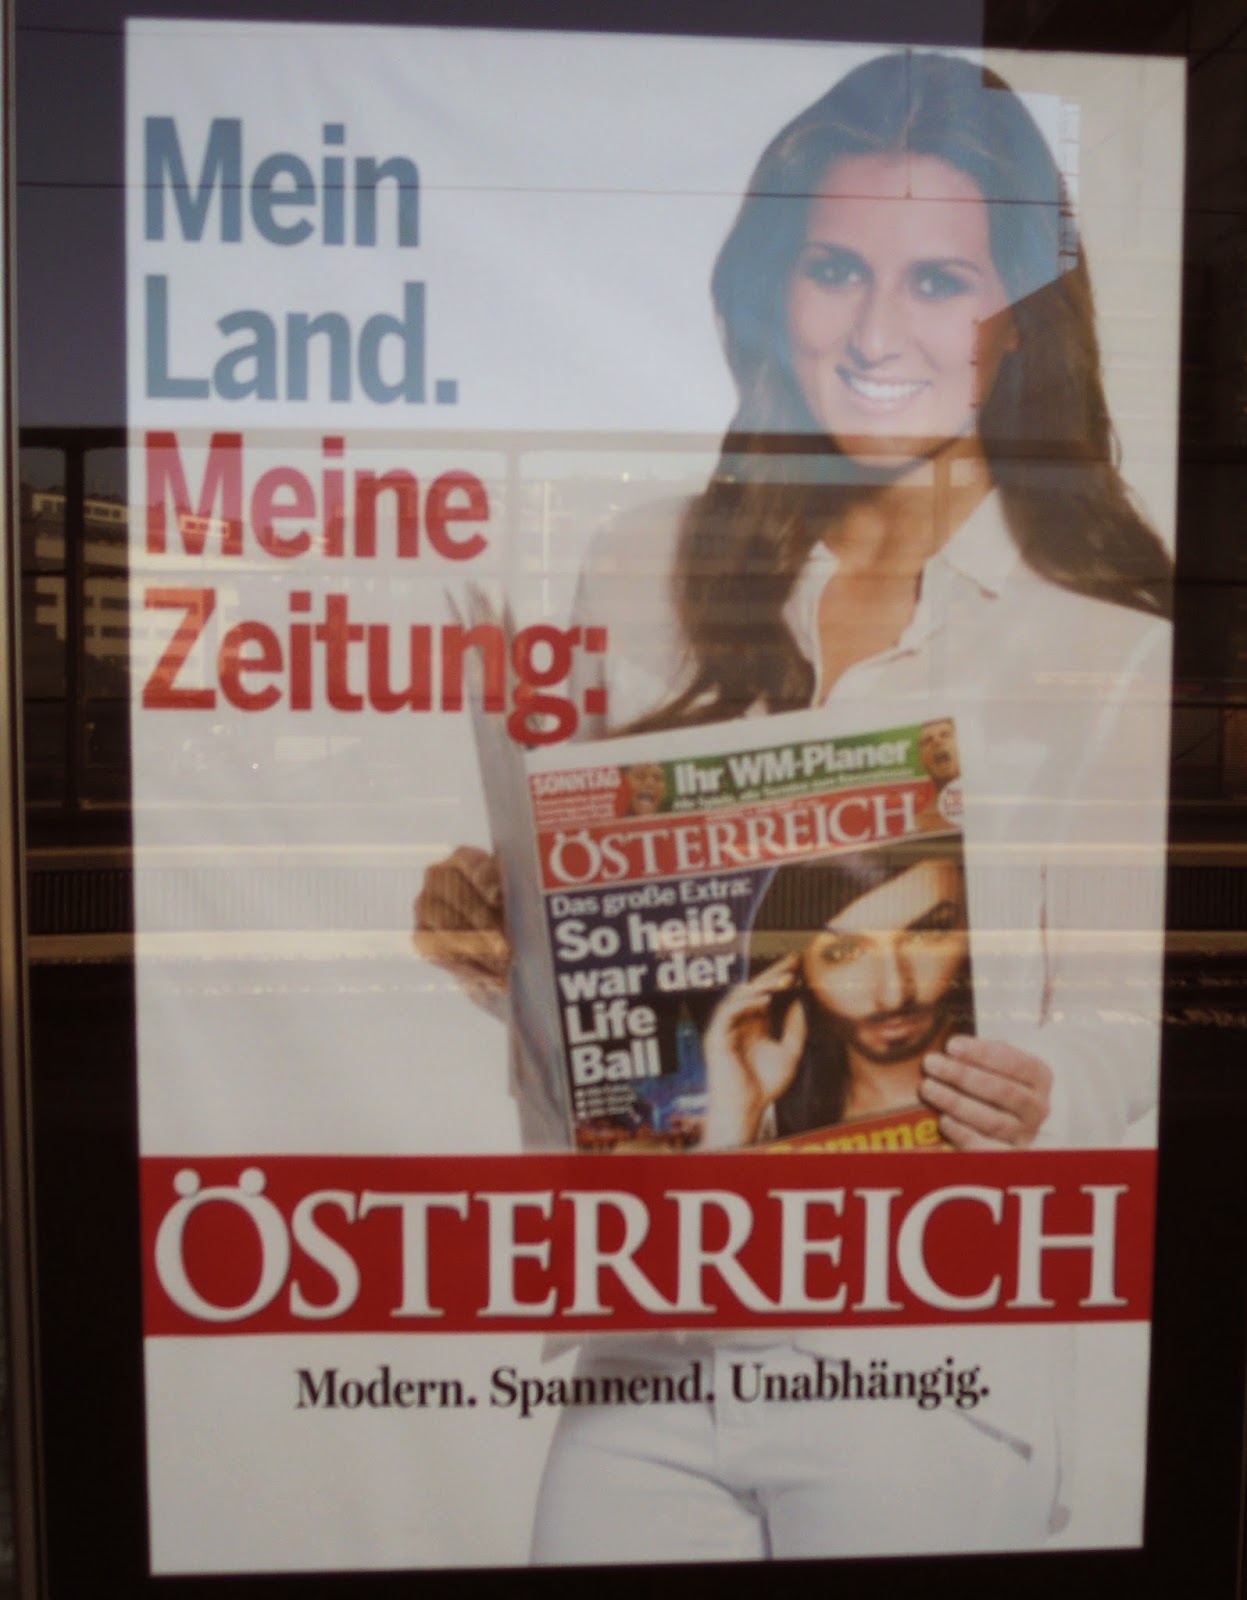 Mein
Land.
Meine
Zeitung:
SONNTAG
Ihr WM-Planer
ÖSTERREICH
Das große Extra:
So heiß
war der
Life
Ball
ÖSTERREICH
Modern. Spannend. Unabhängig.